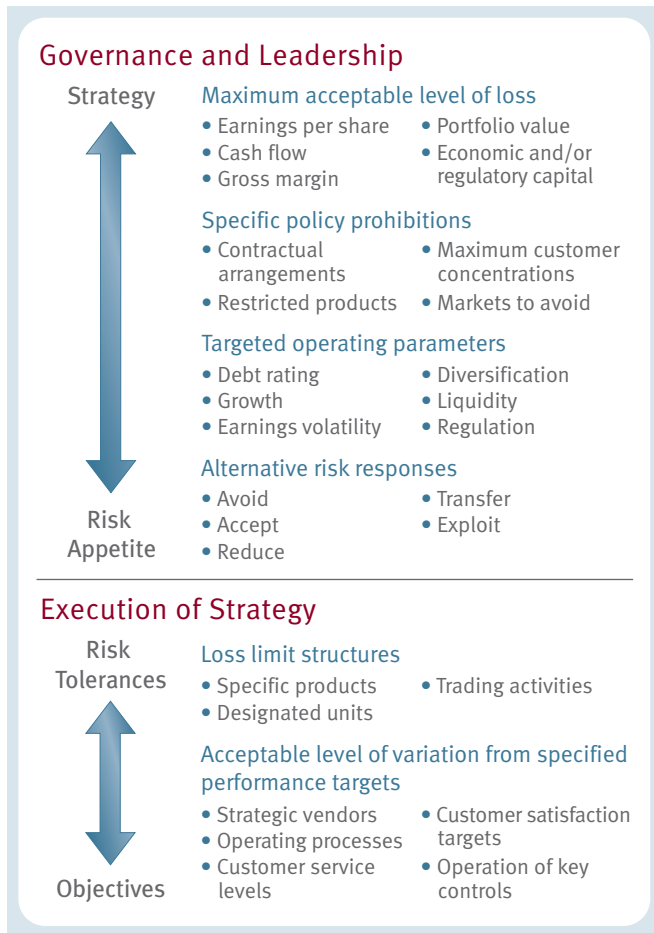 Governance and Leadership
Strategy
Maximum acceptable level of loss
• Earnings per share
• Cash flow
• Gross margin
• Portfolio value
• Economic and/or
regulatory capital
Specific policy prohibitions
• Contractual
arrangements
• Restricted products
• Maximum customer
concentrations
• Markets to avoid
Targeted operating parameters
• Debt rating
• Growth
• Earnings volatility
• Diversification
• Liquidity
• Regulation
Alternative risk responses
• Avoid
• Accept
• Reduce
• Transfer
• Exploit
Risk
Appetite
Execution of Strategy
Risk
Tolerances
Loss limit structures
• Specific products
• Designated units
• Trading activities
Acceptable level of variation from specified
performance targets
• Strategic vendors
• Operating processes
• Customer service
levels
• Customer satisfaction
targets
• Operation of key
controls
Objectives